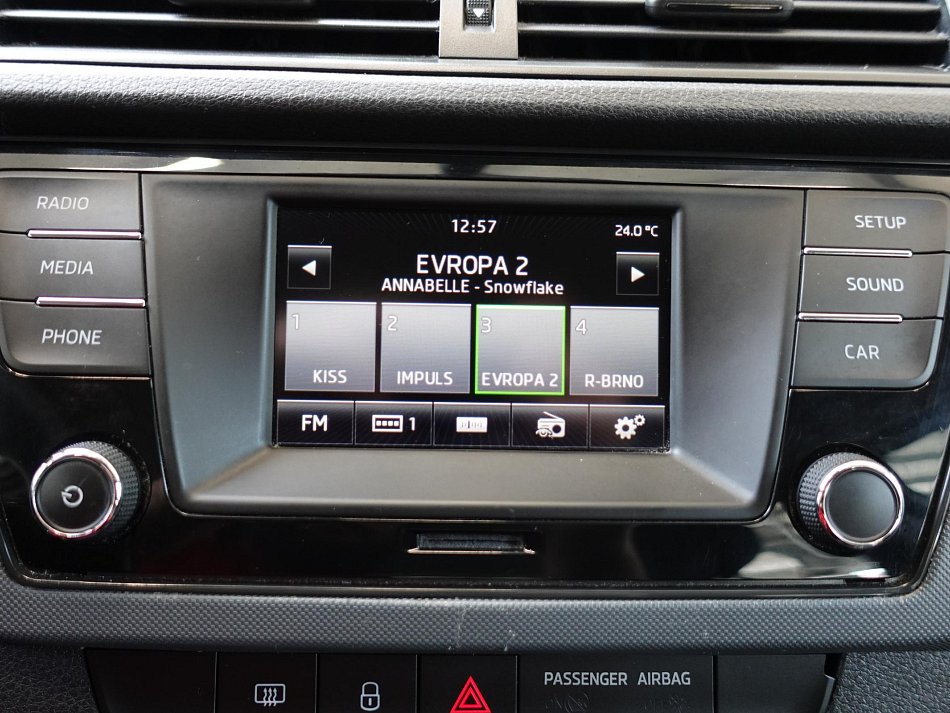 RADIO
MEDIA
PHONE
12:57
24.0 °C
EVROPA 2
ANNABELLE - Snowflake
1
2
3
4
KISS
IMPULS
EVROPA 2
R-BRNO
FM
1
SETUP
SOUND
CAR
PASSENGER AIRBAG